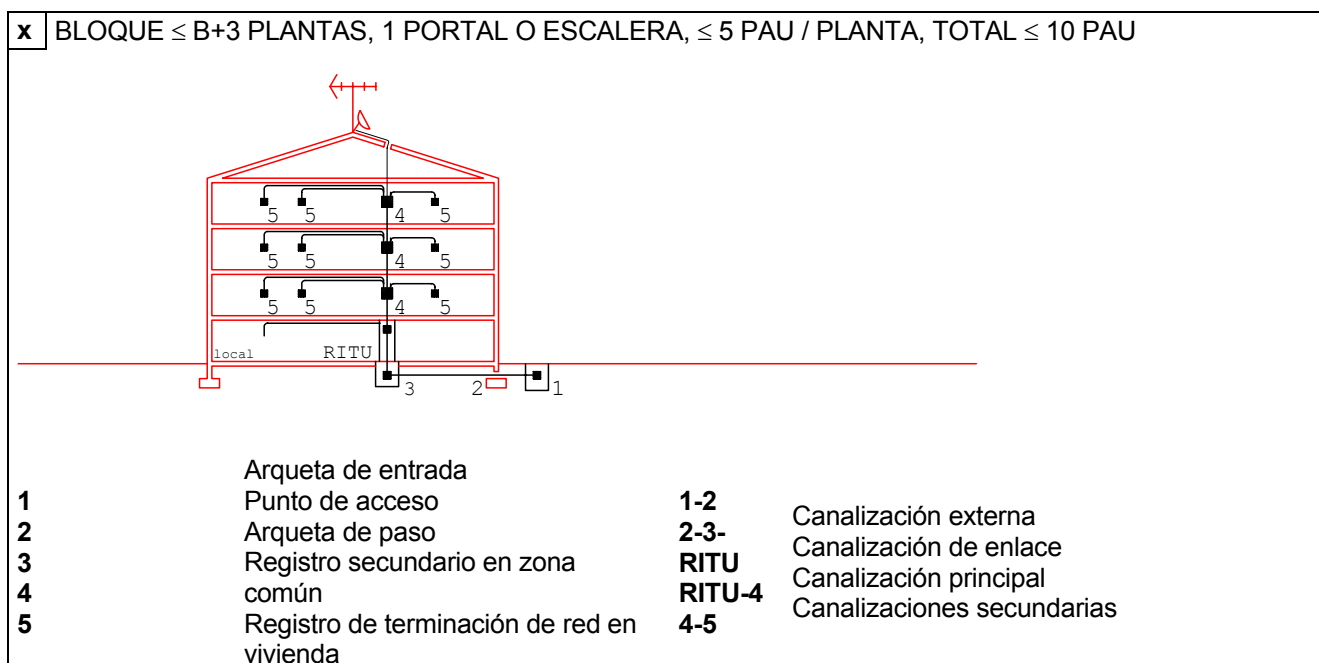 x BLOQUE ≤ B+3 PLANTAS, 1 PORTAL O ESCALERA, ≤ 5 PAU / PLANTA, TOTAL ≤ 10 PAU
5 5 4 5
5 5 4 5
5 5 4 5
local RITU
3 2 1
Arqueta de entrada
1 Punto de acceso 1-2 Canalización externa
2 Arqueta de paso 2-3- Canalización de enlace
3 Registro secundario en zona RITU Canalización principal
4 común RITU-4 Canalizaciones secundarias
5 Registro de terminación de red en 4-5
vivienda